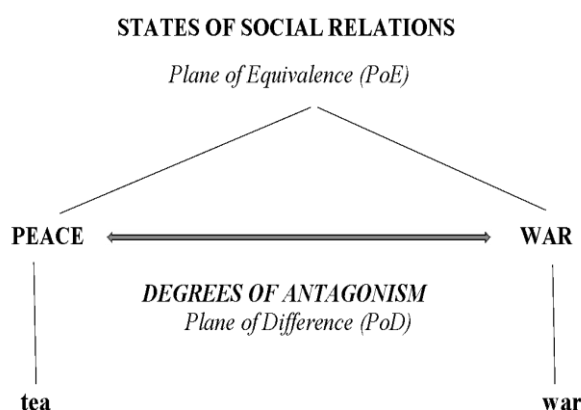 STATES OF SOCIAL RELATIONS
Plane of Equivalence (PoE)
PEACE WAR
DEGREES OF ANTAGONISM
Plane of Difference (PoD)
tea war